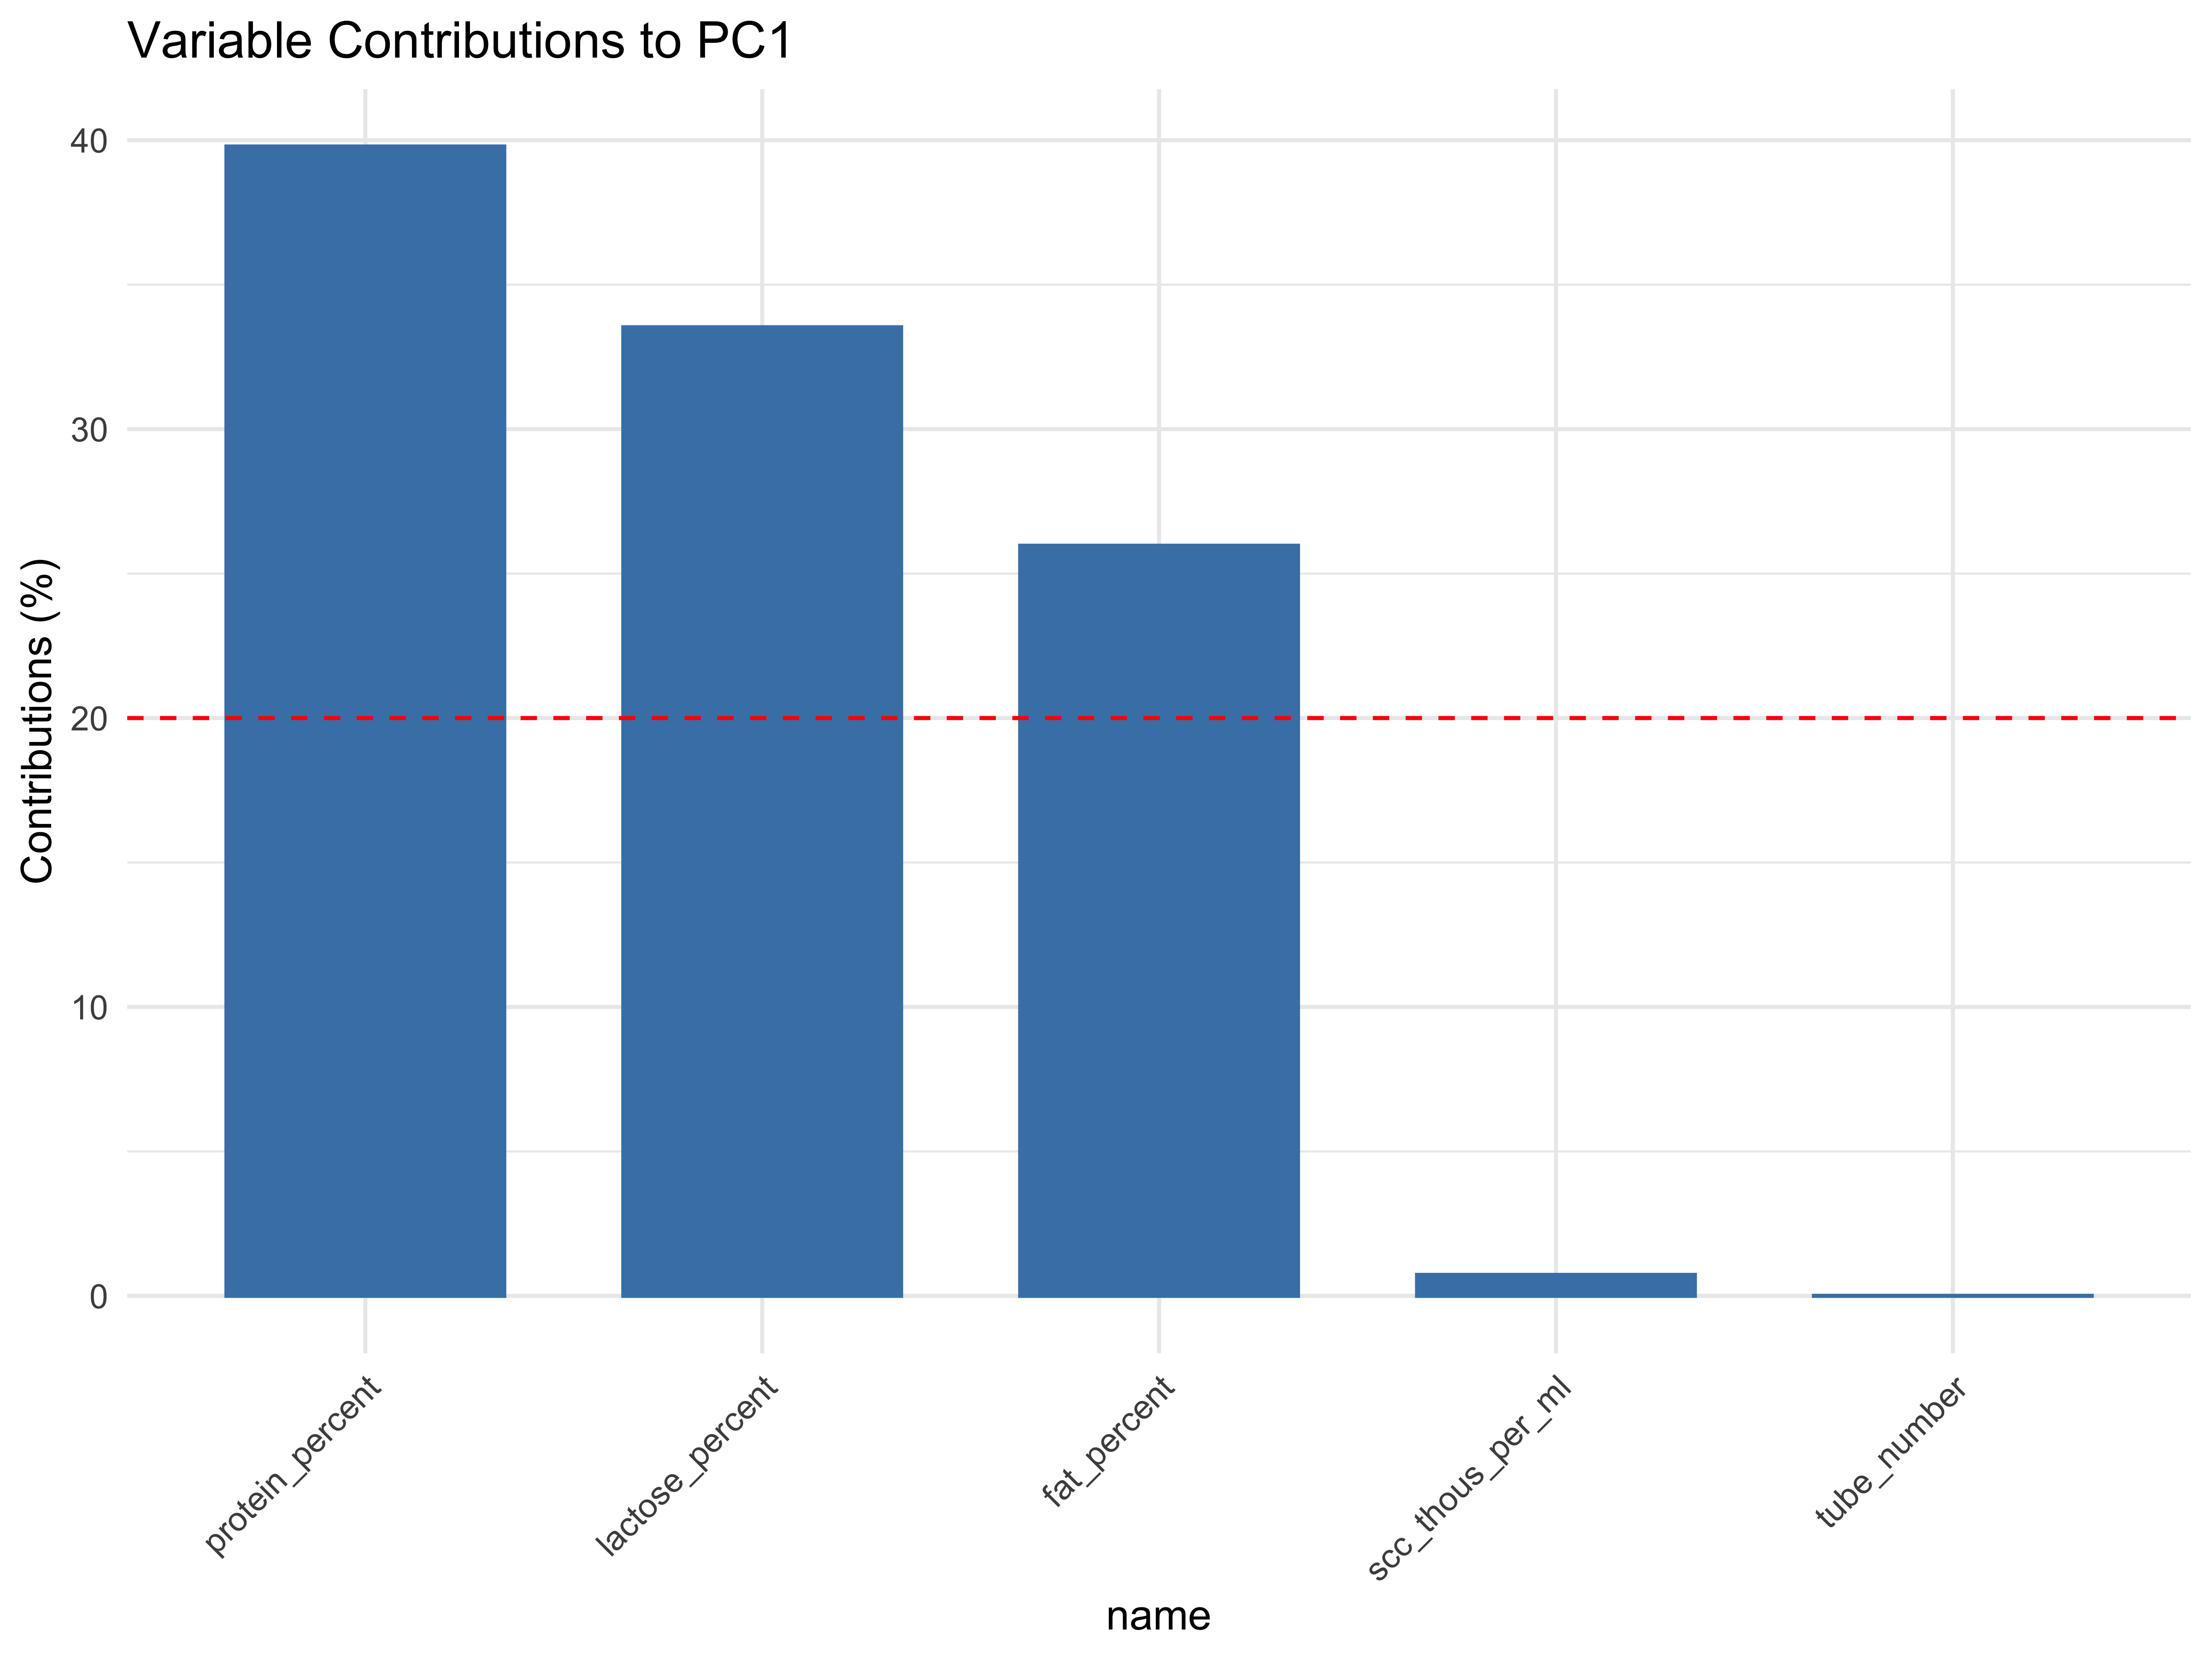 Variable Contributions to PC1
Contributions (%)
40
30
20
10
0
protein_percent
lactose_percent
fat_percent
scc_thous_per_ml
tube_number
name